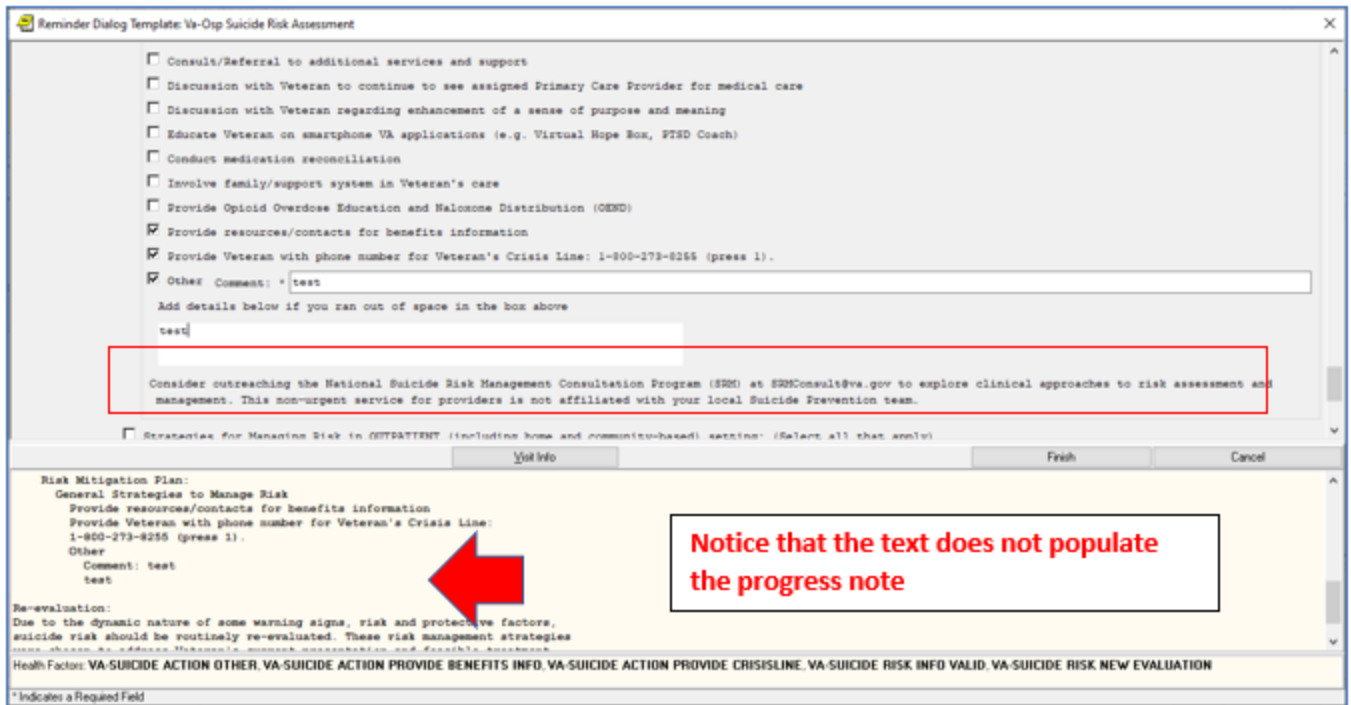 Reminder Dialog Template: Va-Osp Suicide Risk Assessment
Consult/Referral to additional services and support
Discussion with Veteran to continue to see assigned Primary Care Provider for medical care
Discussion with Veteran regarding enhancement of a sense of purpose and meaning
Educate Veteran on smartphone VA applications (e.g. Virtual Hope Box, PTSD Coach)
Conduct medication reconciliation
Involve family/support system in Veteran's care
Provide Opioid Overdose Education and Naloxone Distribution (OEND)
Provide resources/contacts for benefits information
Provide Veteran with phone number for Veteran's Crisis Line: 1-800-273-8255 (press 1).
Other Comment: * test
Add details below if you ran out of space in the box above
test
Consider outreaching the National Suicide Risk Management Consultation Program (SRM) at SRMConsult@va.gov to explore clinical approaches to risk assessment and
management. This non-urgent service for providers is not affiliated with your local Suicide Prevention team.
Strategies for Managing Risk in OUTPATIENT (including home and community-based) setting: (Select all that apply)
Visit Info Finish Cancel
Risk Mitigation Plan:
General Strategies to Manage Risk
Provide resources/contacts for benefits information
Provide Veteran with phone number for Veteran's Crisis Line:
1-800-273-8255 (press 1).
Other
Comment: test
test
Notice that the text does not populate
the progress note
Re-evaluation:
Due to the dynamic nature of some warning signs, risk and protective factors,
suicide risk should be routinely re-evaluated. These risk management strategies
were chosen to address Veteran's current presentation and feasible treatment
Health Factors: VA-SUICIDE ACTION OTHER, VA-SUICIDE ACTION PROVIDE BENEFITS INFO, VA-SUICIDE ACTION PROVIDE CRISISLINE, VA-SUICIDE RISK INFO VALID, VA-SUICIDE RISK NEW EVALUATION
* Indicates a Required Field